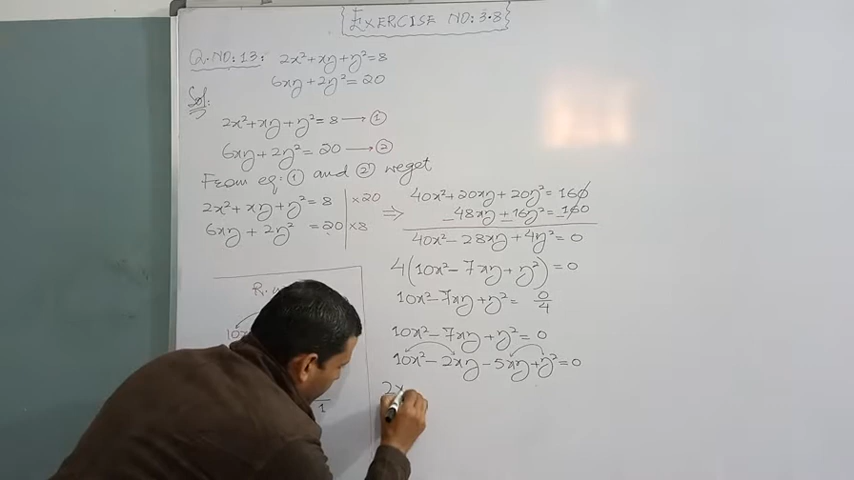 EXERCISE NO: 3.8
Q.NO:13: 2x²+xy+y²=8
6xy+2y²=20
Sol:
2x²+xy+y²=8 → ①
6xy+2y²=20 → ②
From eq: ① and ② we get
2x²+xy+y²=8 | ×20
6xy+2y² =20 | ×8
⇒ 40x²+20xy+20y²=160
_48xy ± 16y²=_160
40x²-28xy+4y²=0
4(10x²-7xy+y²)=0
10x²-7xy+y²= 0/4
10x²-7xy+y²=0
10x²-2xy-5xy+y²=0
2x